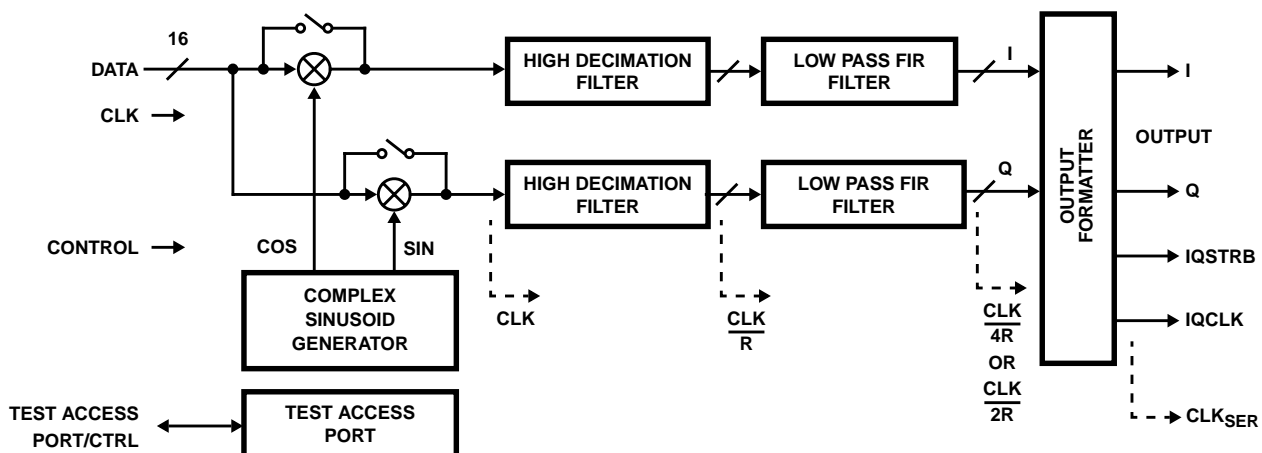 16
DATA
CLK
CONTROL
HIGH DECIMATION
FILTER
LOW PASS FIR
FILTER
I
HIGH DECIMATION
FILTER
LOW PASS FIR
FILTER
Q
COS
SIN
COMPLEX
SINUSOID
GENERATOR
CLK
CLK
R
CLK
4R
OR
CLK
2R
OUTPUT
FORMATTER
I
OUTPUT
Q
IQSTRB
IQCLK
CLKSER
TEST ACCESS
PORT/CTRL
TEST ACCESS
PORT